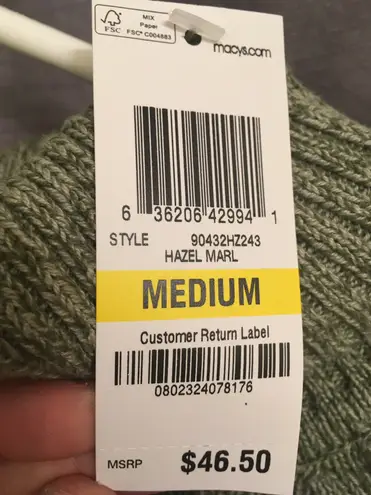 MIX
Paper
FSC
FSC® C004883
macys.com
6 36206 42994 1
STYLE 90432HZ243
HAZEL MARL
MEDIUM
Customer Return Label
0802324078176
MSRP $46.50